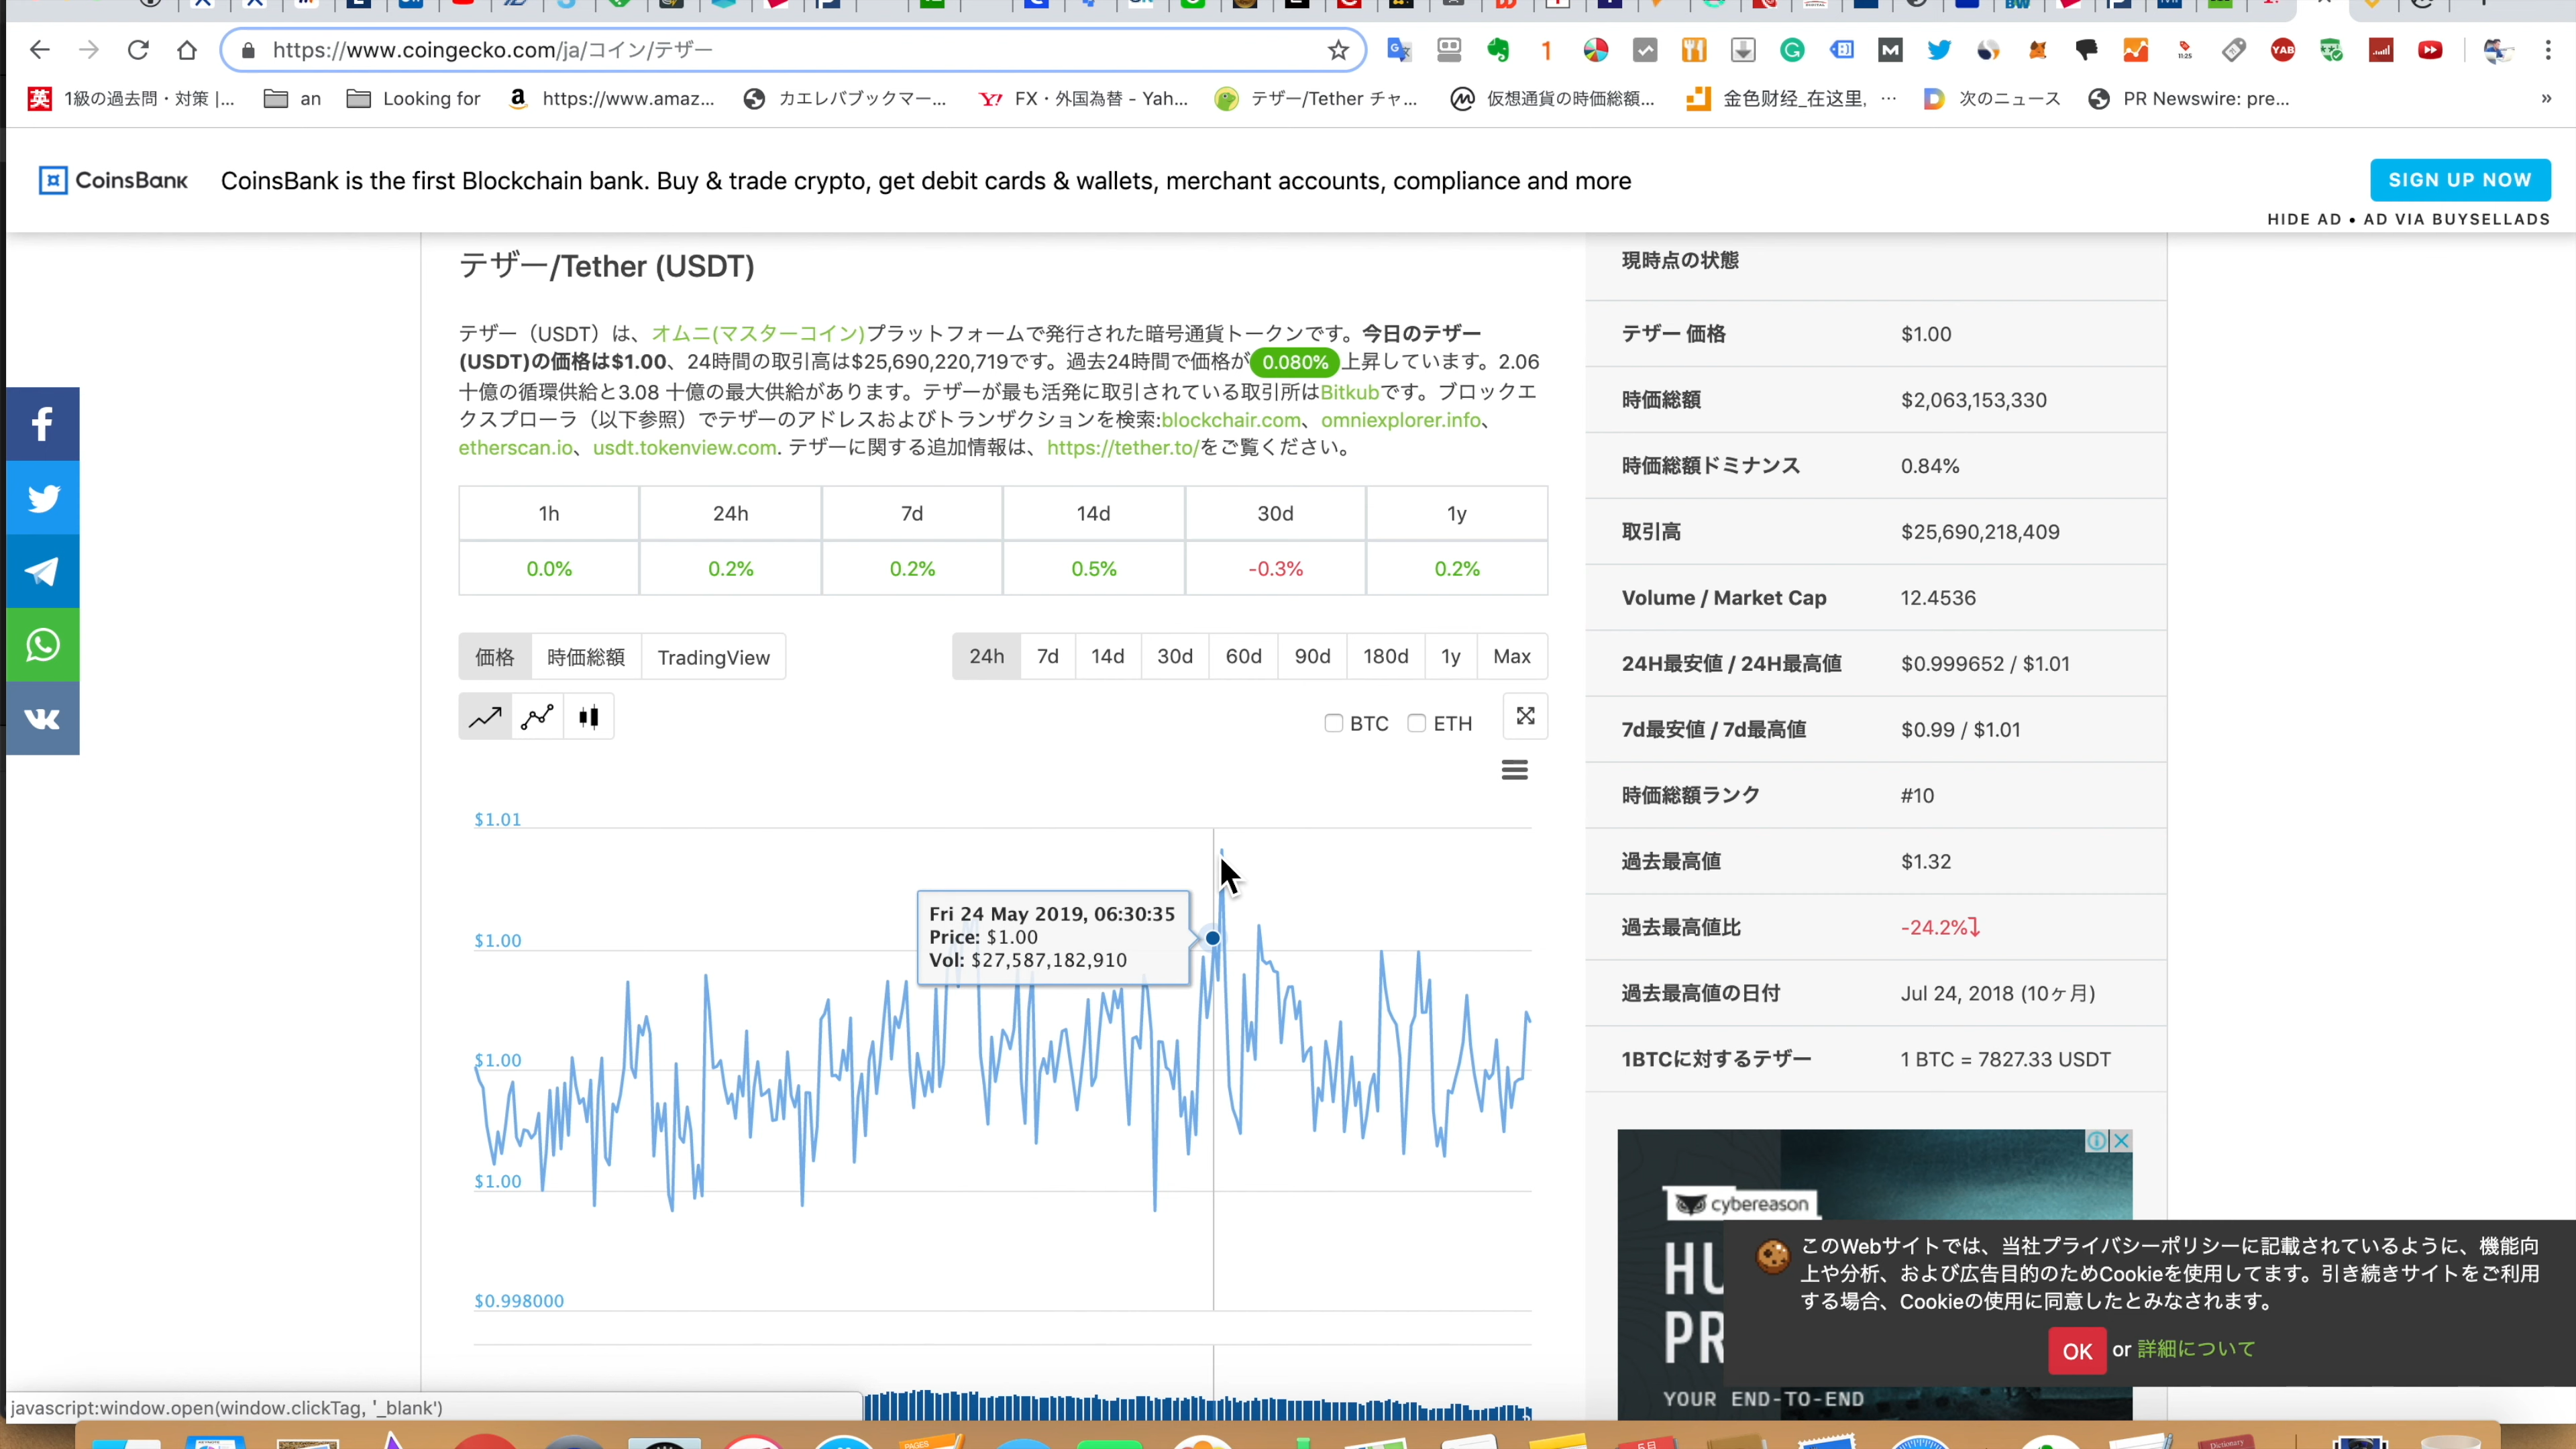 https://www.coingecko.com/ja/コイン/テザー
1級の過去問・対策 |...
an
Looking for
https://www.amaz...
カエレバブックマー...
FX・外国為替 - Yah...
テザー/Tether チャ...
仮想通貨の時価総額...
金色财经_在这里, ...
次のニュース
PR Newswire: pre...
»
CoinsBank
CoinsBank is the first Blockchain bank. Buy & trade crypto, get debit cards & wallets, merchant accounts, compliance and more
SIGN UP NOW
HIDE AD • AD VIA BUYSELLADS
テザー/Tether (USDT)
テザー（USDT）は、オムニ(マスターコイン)プラットフォームで発行された暗号通貨トークンです。今日のテザー
(USDT)の価格は$1.00、24時間の取引高は$25,690,220,719です。過去24時間で価格が 0.080% 上昇しています。2.06
十億の循環供給と3.08 十億の最大供給があります。テザーが最も活発に取引されている取引所はBitkubです。ブロックエ
クスプローラ（以下参照）でテザーのアドレスおよびトランザクションを検索:blockchair.com、omniexplorer.info、
etherscan.io、usdt.tokenview.com. テザーに関する追加情報は、https://tether.to/をご覧ください。
1h 24h 7d 14d 30d 1y
0.0% 0.2% 0.2% 0.5% -0.3% 0.2%
価格 時価総額 TradingView
24h 7d 14d 30d 60d 90d 180d 1y Max
BTC ETH
$1.01
$1.00
$1.00
$1.00
$0.998000
Fri 24 May 2019, 06:30:35
Price: $1.00
Vol: $27,587,182,910
現時点の状態
テザー 価格 $1.00
時価総額 $2,063,153,330
時価総額ドミナンス 0.84%
取引高 $25,690,218,409
Volume / Market Cap 12.4536
24H最安値 / 24H最高値 $0.999652 / $1.01
7d最安値 / 7d最高値 $0.99 / $1.01
時価総額ランク #10
過去最高値 $1.32
過去最高値比 -24.2%
過去最高値の日付 Jul 24, 2018 (10ヶ月)
1BTCに対するテザー 1 BTC = 7827.33 USDT
cybereason
HU
PR
YOUR END-TO-END
このWebサイトでは、当社プライバシーポリシーに記載されているように、機能向
上や分析、および広告目的のためCookieを使用してます。引き続きサイトをご利用
する場合、Cookieの使用に同意したとみなされます。
OK or 詳細について
javascript:window.open(window.clickTag, '_blank')